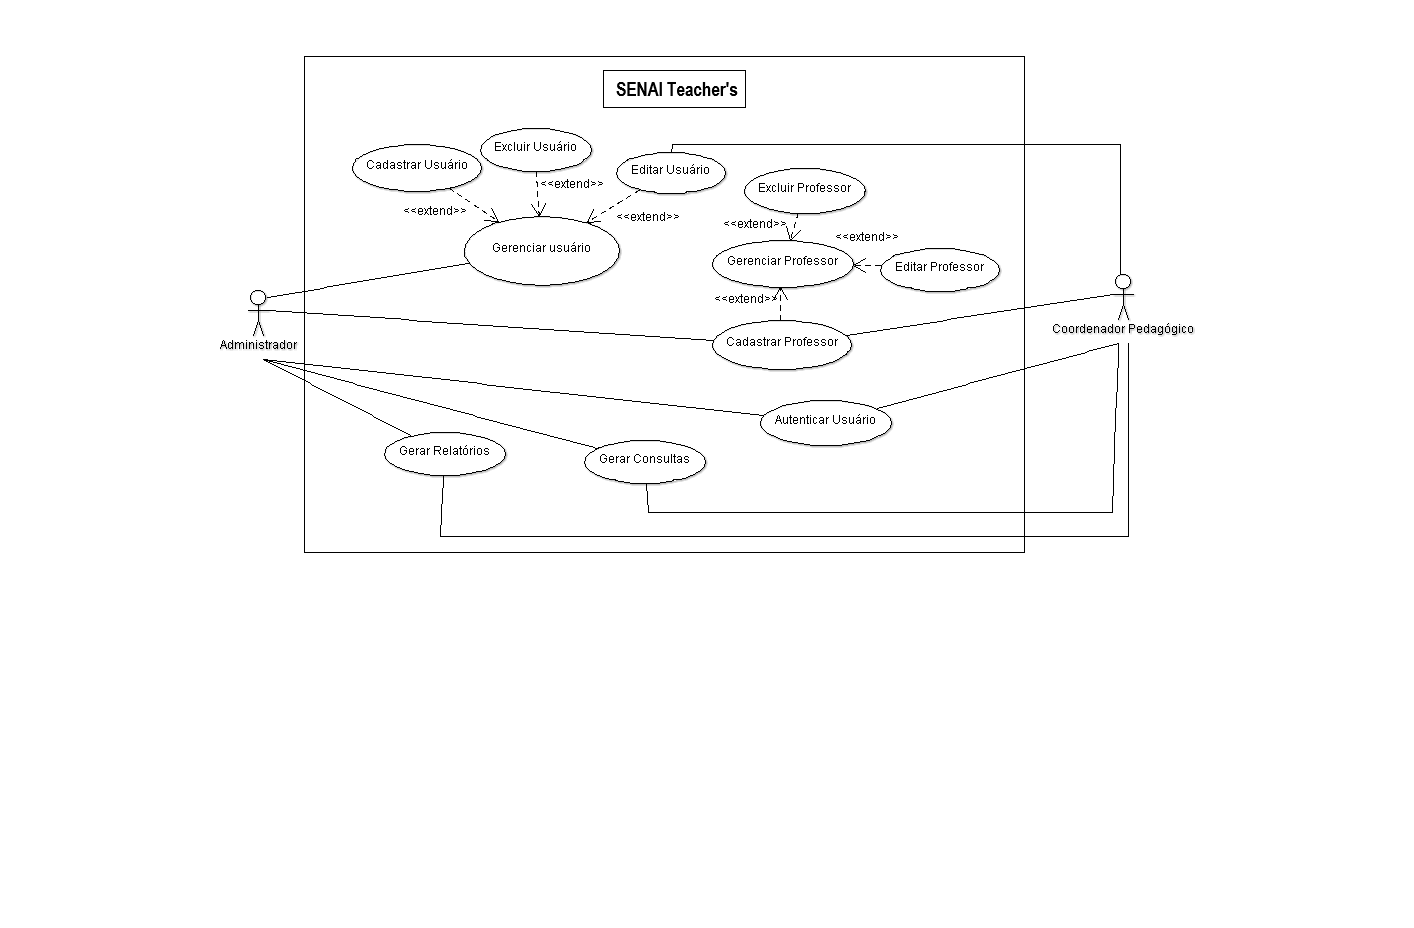 SENAI Teacher's
Excluir Usuário
Cadastrar Usuário
Editar Usuário
<<extend>>
Excluir Professor
<<extend>>
<<extend>>
<<extend>>
<<extend>>
Gerenciar usuário
Gerenciar Professor
Editar Professor
<<extend>>
Coordenador Pedagógico
Cadastrar Professor
Administrador
Autenticar Usuário
Gerar Relatórios
Gerar Consultas